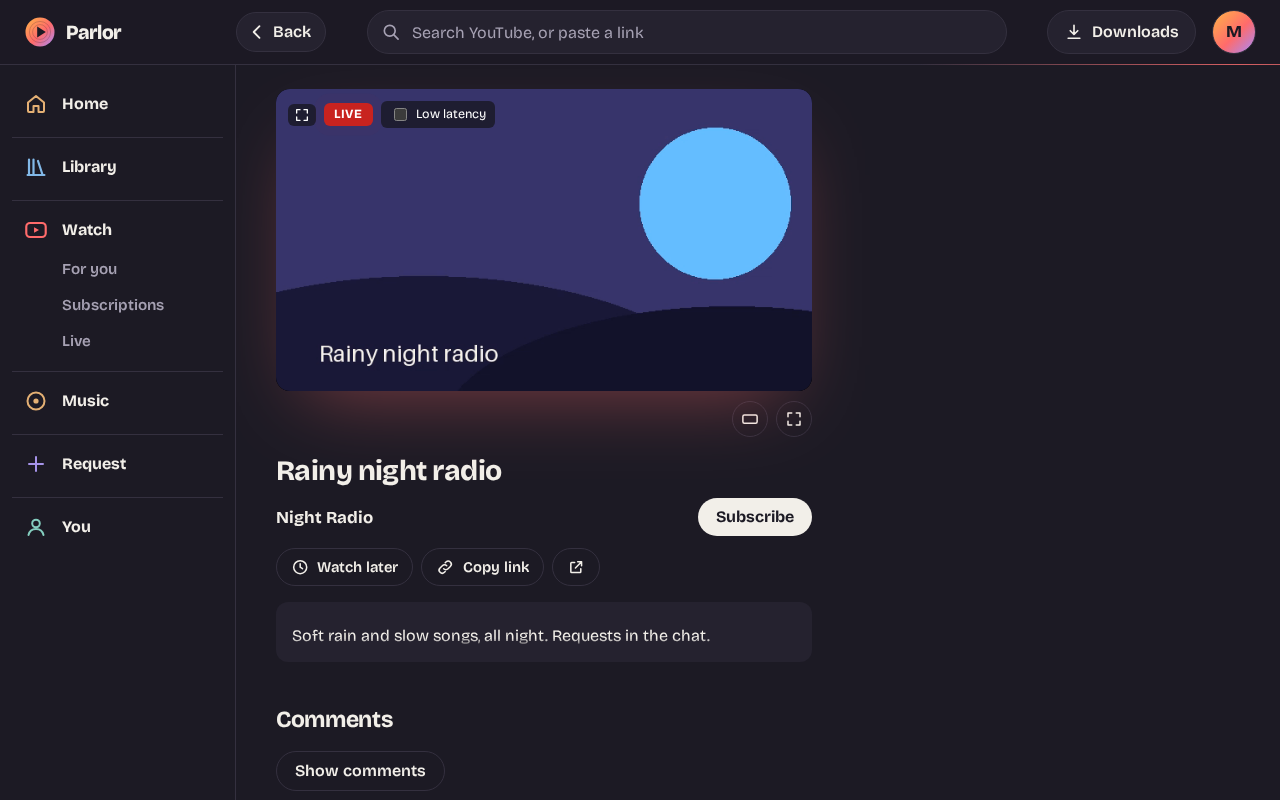 Parlor
Back
Search YouTube, or paste a link
Downloads
M
Home
Library
Watch
For you
Subscriptions
Live
Music
Request
You
LIVE
Low latency
Rainy night radio
Rainy night radio
Night Radio
Subscribe
Watch later
Copy link
Soft rain and slow songs, all night. Requests in the chat.
Comments
Show comments